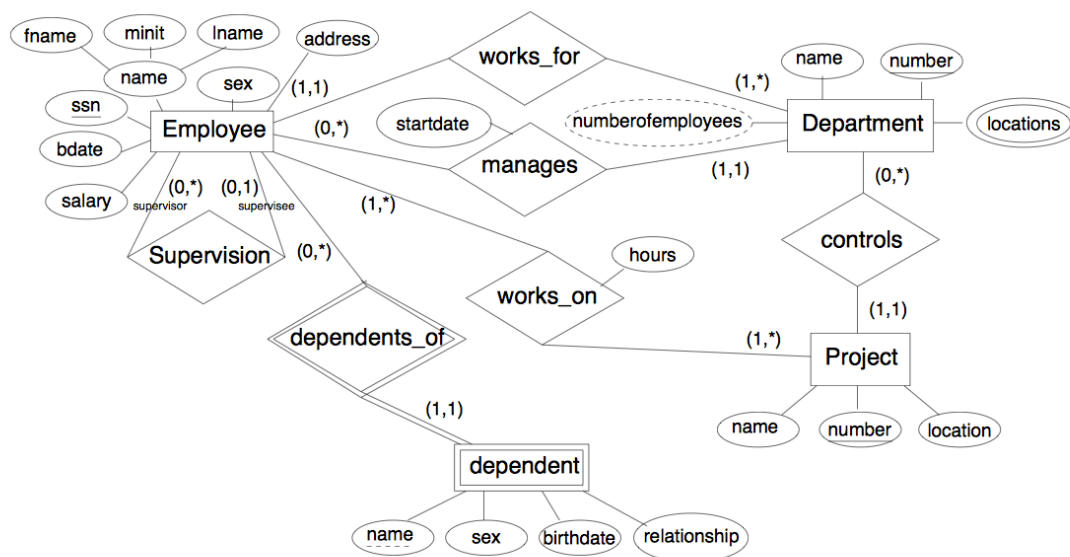 fname
minit
lname
address
works_for
name
number
name
sex
(1,1)
(1,*)
ssn
Employee
(0,*)
startdate
numberofemployees
Department
locations
bdate
manages
(1,1)
(0,*)
salary
(0,*)
(0,1)
supervisor
supervisee
(1,*)
Supervision
(0,*)
hours
controls
works_on
dependents_of
(1,1)
(1,*)
Project
(1,1)
name
number
location
dependent
name
sex
birthdate
relationship